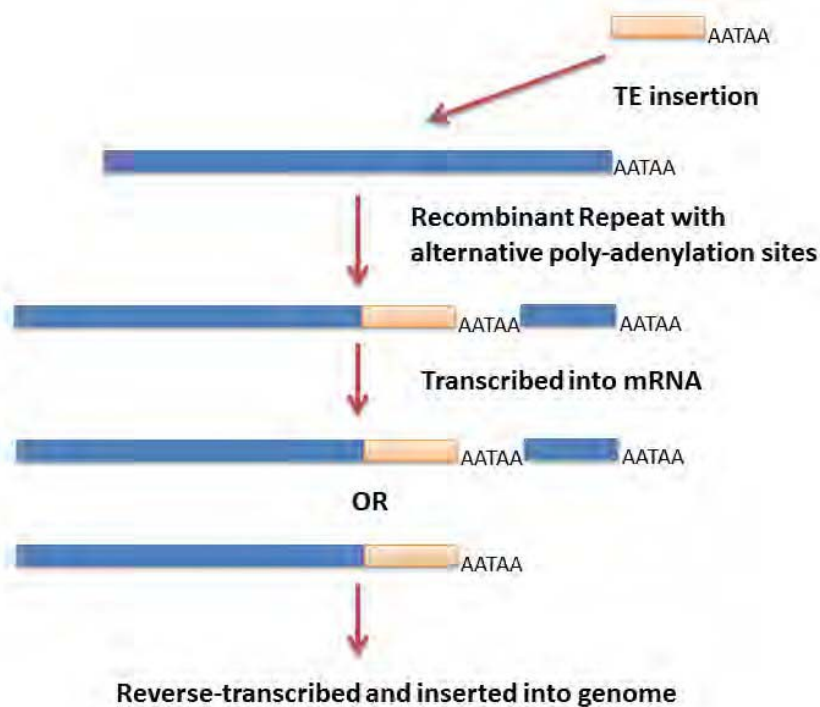 AATAA
TE insertion
AATAA
Recombinant Repeat with
alternative poly-adenylation sites
AATAA AATAA
Transcribed into mRNA
AATAA AATAA
OR
AATAA
Reverse-transcribed and inserted into genome